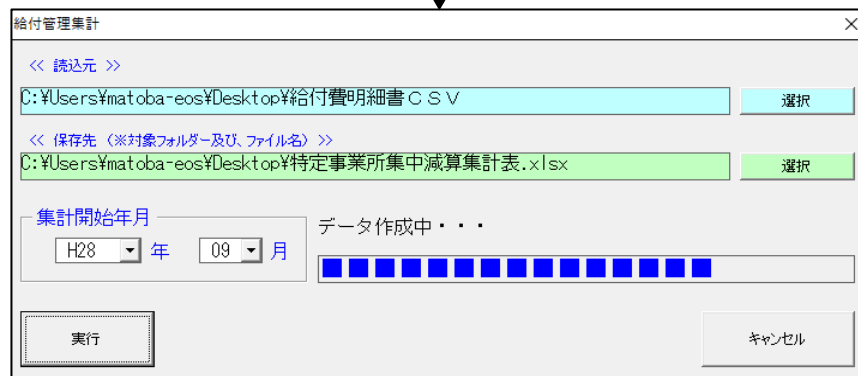 給付管理集計
<< 読込元 >>
C:¥Users¥matoba-eos¥Desktop¥給付費明細書ＣＳＶ
選択
<< 保存先（※対象フォルダー及び、ファイル名）>>
C:¥Users¥matoba-eos¥Desktop¥特定事業所集中減算集計表.xlsx
選択
集計開始年月
H28 年 09 月
データ作成中・・・
実行
キャンセル